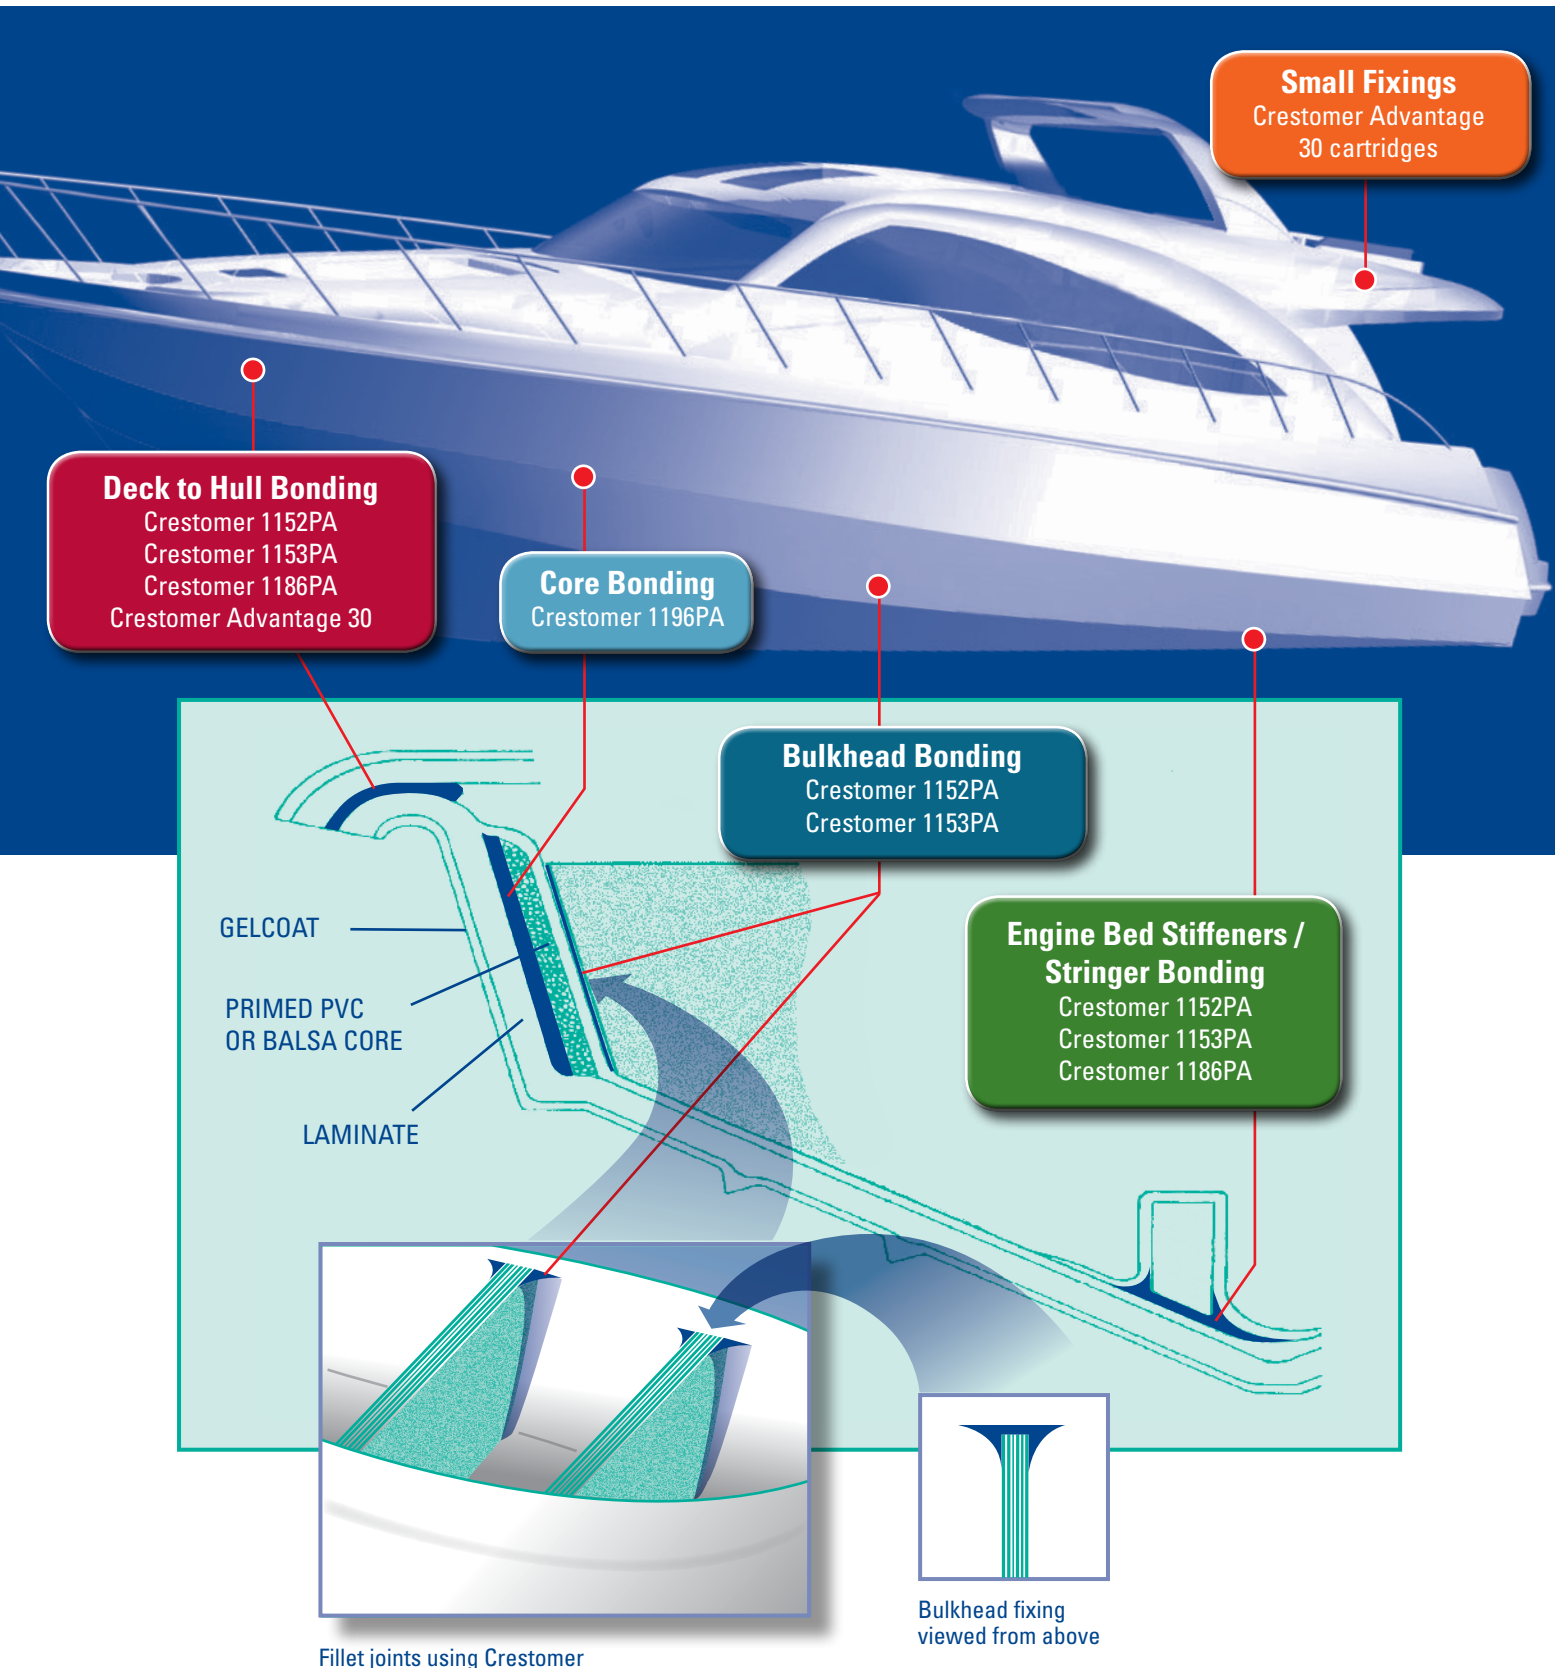 Small Fixings
Crestomer Advantage
30 cartridges
Deck to Hull Bonding
Crestomer 1152PA
Crestomer 1153PA
Crestomer 1186PA
Crestomer Advantage 30
Core Bonding
Crestomer 1196PA
Bulkhead Bonding
Crestomer 1152PA
Crestomer 1153PA
Engine Bed Stiffeners /
Stringer Bonding
Crestomer 1152PA
Crestomer 1153PA
Crestomer 1186PA
GELCOAT
PRIMED PVC
OR BALSA CORE
LAMINATE
Bulkhead fixing
viewed from above
Fillet joints using Crestomer